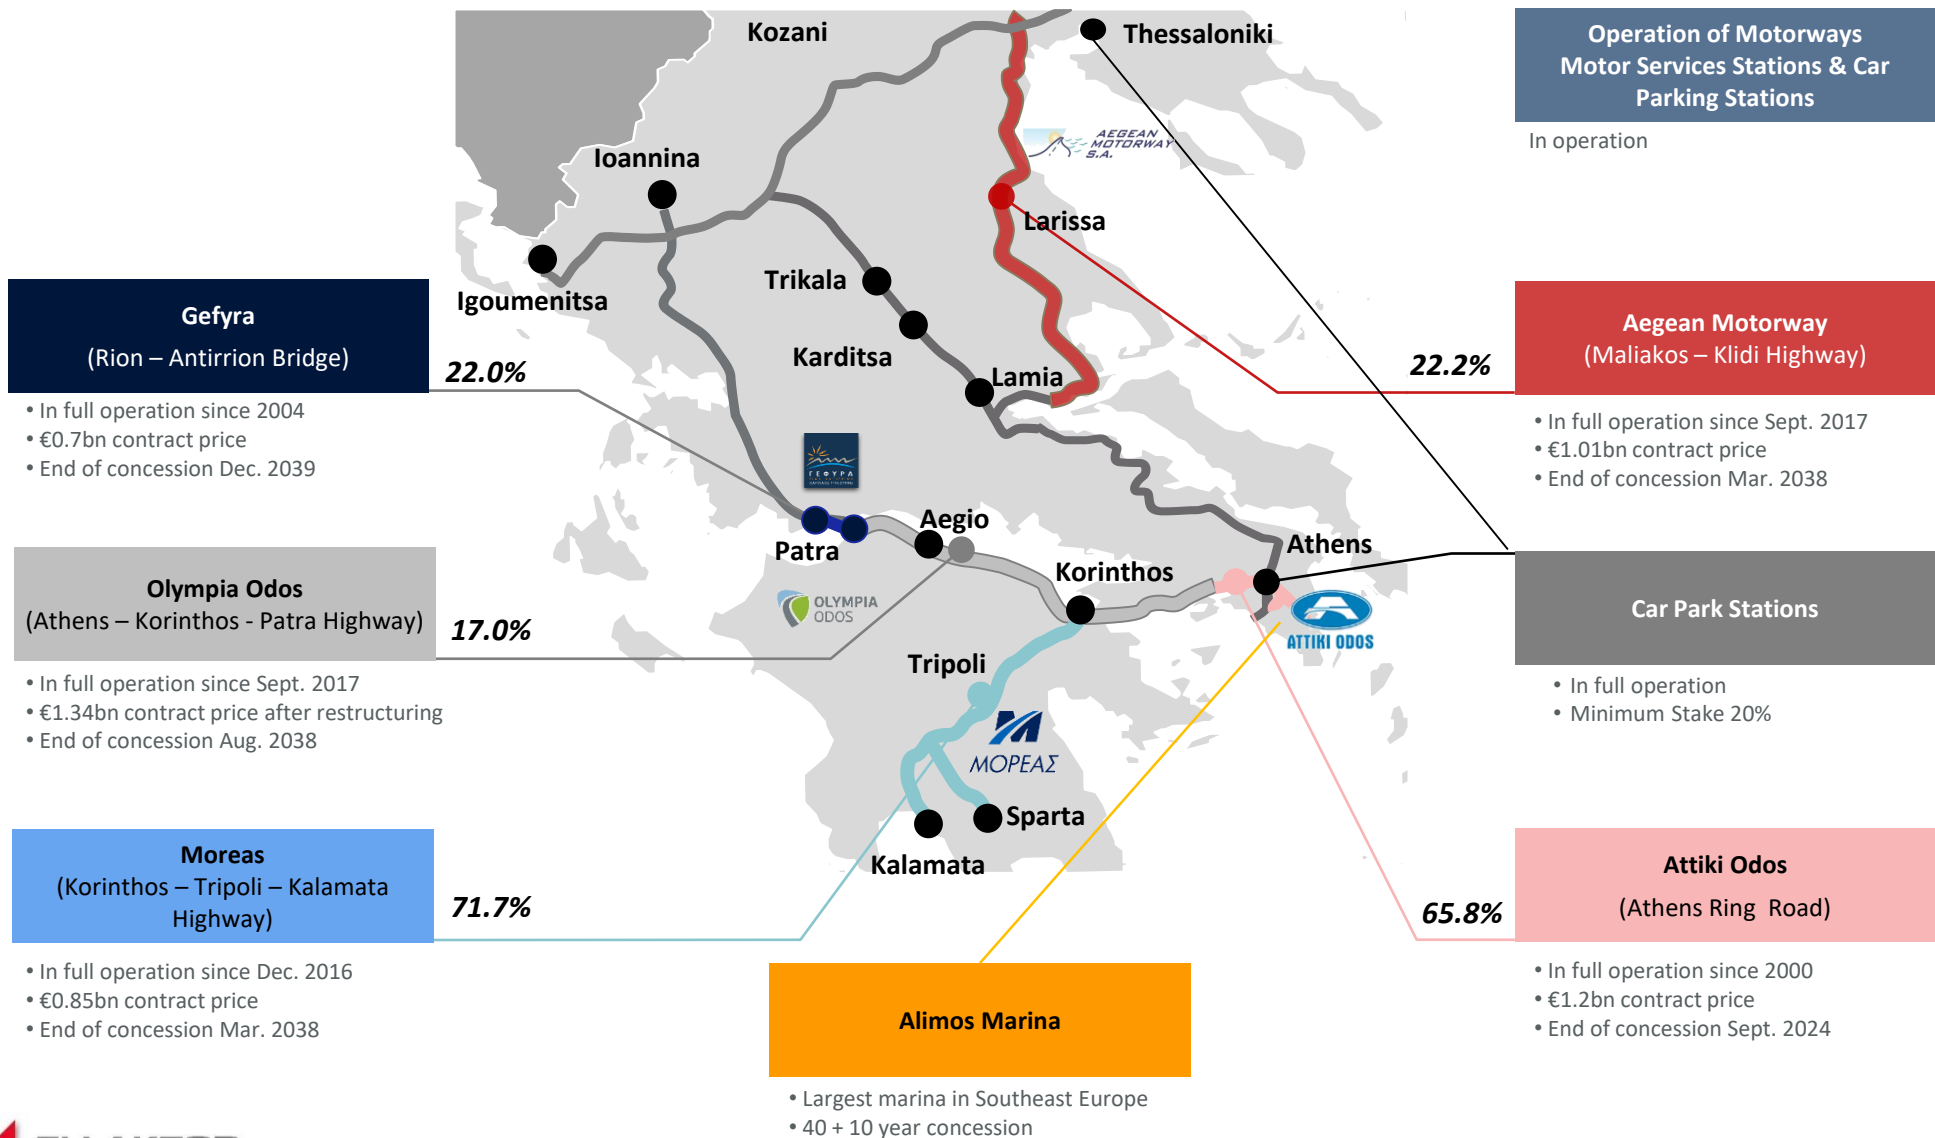 Kozani
Thessaloniki
Operation of Motorways
Motor Services Stations & Car
Parking Stations
In operation
AEGEAN
MOTORWAY
S.A.
Ioannina
Larissa
Igoumenitsa
Trikala
Karditsa
Lamia
Gefyra
(Rion – Antirrion Bridge)
22.0%
• In full operation since 2004
• €0.7bn contract price
• End of concession Dec. 2039
22.2%
Aegean Motorway
(Maliakos – Klidi Highway)
• In full operation since Sept. 2017
• €1.01bn contract price
• End of concession Mar. 2038
ΓΕΦΥΡΑ
Patra
Aegio
Korinthos
Athens
Olympia Odos
(Athens – Korinthos - Patra Highway)
17.0%
• In full operation since Sept. 2017
• €1.34bn contract price after restructuring
• End of concession Aug. 2038
OLYMPIA
ODOS
ATTIKI ODOS
Car Park Stations
• In full operation
• Minimum Stake 20%
Tripoli
ΜΟΡΕΑΣ
Sparta
Kalamata
Moreas
(Korinthos – Tripoli – Kalamata
Highway)
71.7%
• In full operation since Dec. 2016
• €0.85bn contract price
• End of concession Mar. 2038
65.8%
Attiki Odos
(Athens Ring Road)
• In full operation since 2000
• €1.2bn contract price
• End of concession Sept. 2024
Alimos Marina
• Largest marina in Southeast Europe
• 40 + 10 year concession